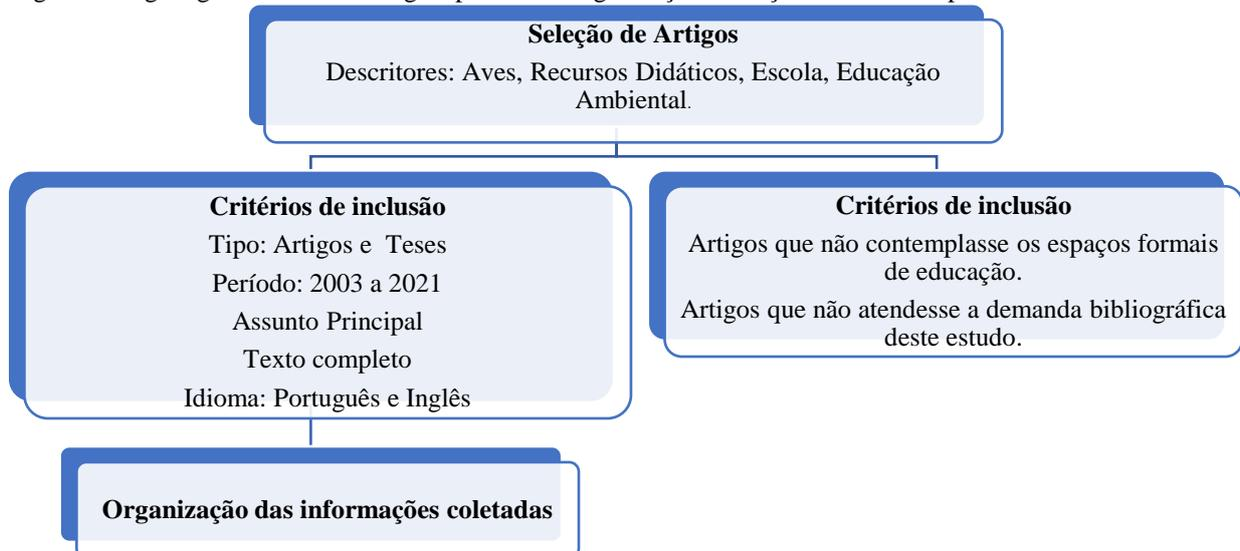 Seleção de Artigos
Descritores: Aves, Recursos Didáticos, Escola, Educação
Ambiental.
Critérios de inclusão
Tipo: Artigos e Teses
Período: 2003 a 2021
Assunto Principal
Texto completo
Idioma: Português e Inglês
Critérios de inclusão
Artigos que não contemplasse os espaços formais
de educação.
Artigos que não atendesse a demanda bibliográfica
deste estudo.
Organização das informações coletadas